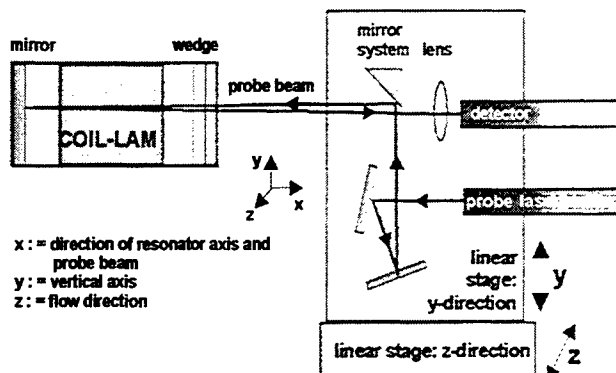 mirror
wedge
mirror
system lens
probe beam
detector
COIL-LAM
y
z
x
probe las
x : = direction of resonator axis and
probe beam
y : = vertical axis
z : = flow direction
linear
stage:
y-direction
y
linear stage: z-direction
z